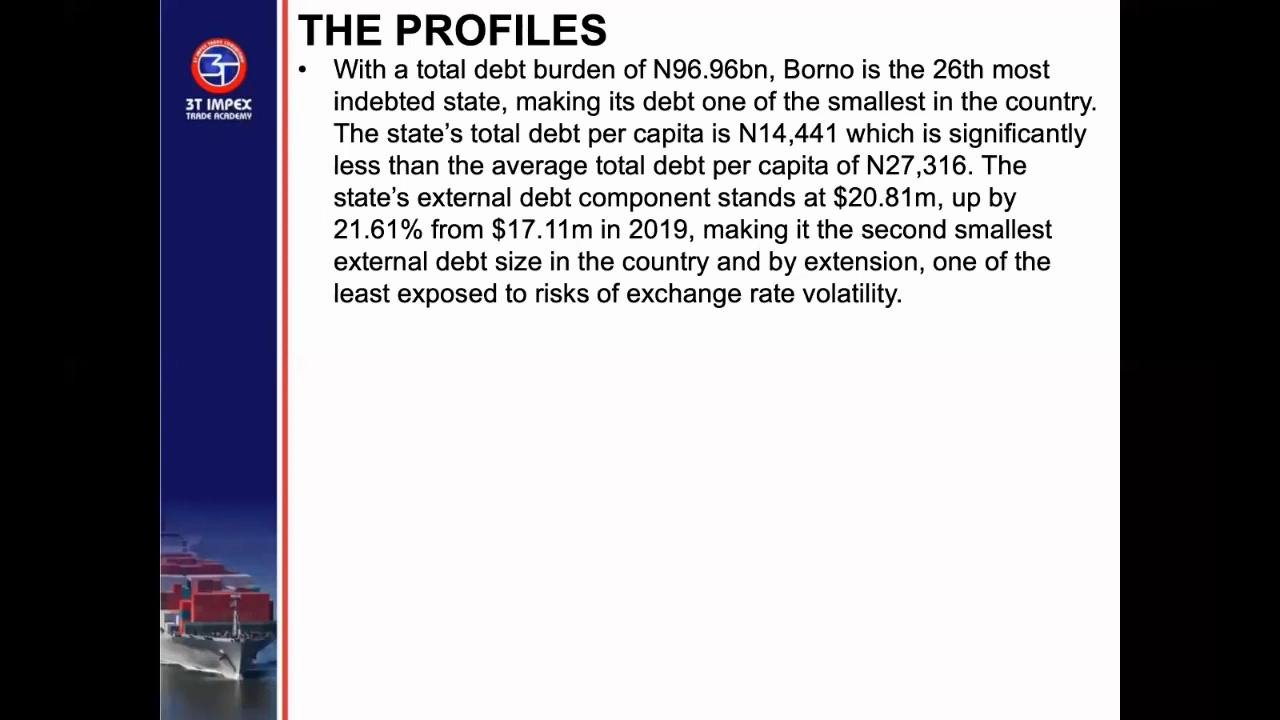 THE PROFILES
• With a total debt burden of N96.96bn, Borno is the 26th most
indebted state, making its debt one of the smallest in the country.
The state’s total debt per capita is N14,441 which is significantly
less than the average total debt per capita of N27,316. The
state’s external debt component stands at $20.81m, up by
21.61% from $17.11m in 2019, making it the second smallest
external debt size in the country and by extension, one of the
least exposed to risks of exchange rate volatility.
3T
3T IMPEX
TRADE ACADEMY